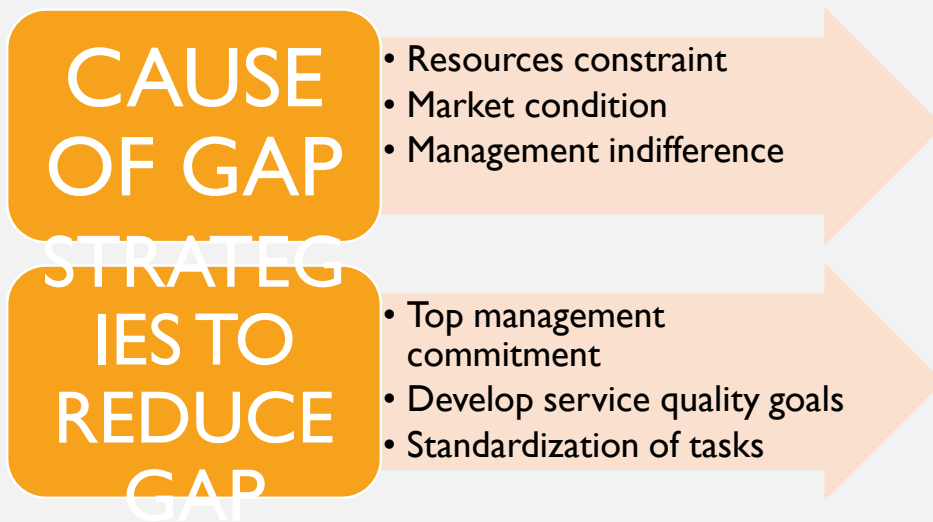 CAUSE
OF GAP
• Resources constraint
• Market condition
• Management indifference
STRATEG
IES TO
REDUCE
GAP
• Top management
commitment
• Develop service quality goals
• Standardization of tasks